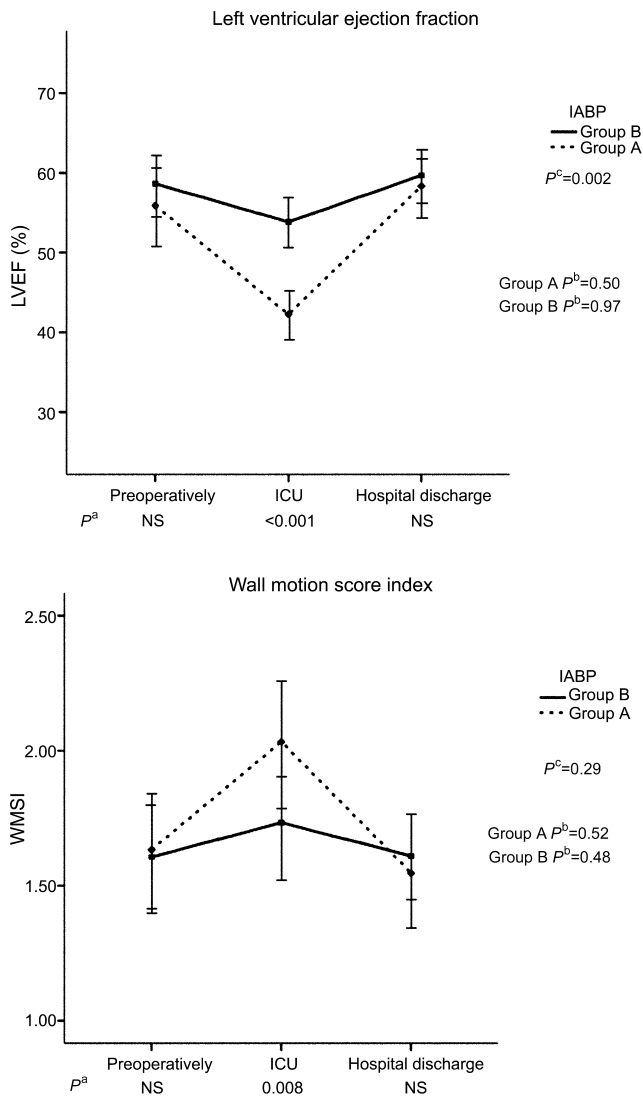 Left ventricular ejection fraction
70
60
50
40
30
LVEF (%)
IABP
Group B
Group A
Pᶜ=0.002
Group A Pᵇ=0.50
Group B Pᵇ=0.97
Preoperatively ICU Hospital discharge
Pᵃ NS <0.001 NS
Wall motion score index
2.50
2.00
1.50
1.00
WMSI
IABP
Group B
Group A
Pᶜ=0.29
Group A Pᵇ=0.52
Group B Pᵇ=0.48
Preoperatively ICU Hospital discharge
Pᵃ NS 0.008 NS